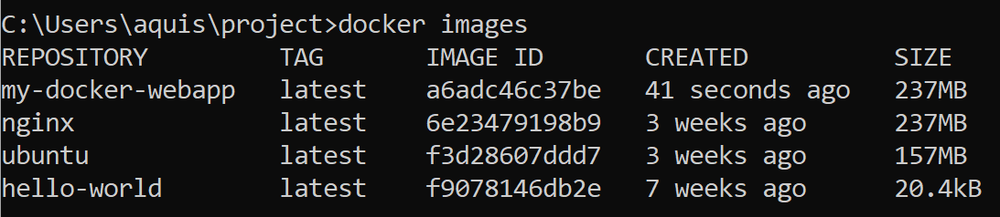 C:\Users\aquis\project>docker images
REPOSITORY TAG IMAGE ID CREATED SIZE
my-docker-webapp latest a6adc46c37be 41 seconds ago 237MB
nginx latest 6e23479198b9 3 weeks ago 237MB
ubuntu latest f3d28607ddd7 3 weeks ago 157MB
hello-world latest f9078146db2e 7 weeks ago 20.4kB